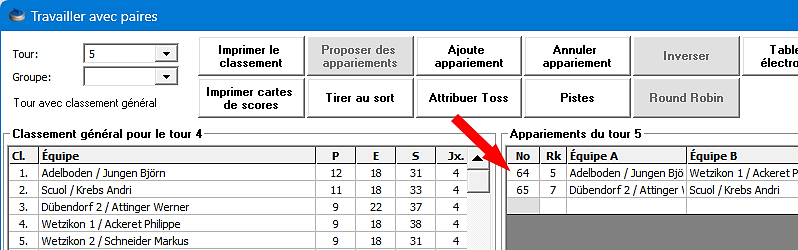 Travailler avec paires
Tour: 5
Groupe:
Tour avec classement général
Imprimer le classement
Proposer des appariements
Ajoute appariement
Annuler appariement
Inverser
Table électro
Imprimer cartes de scores
Tirer au sort
Attribuer Toss
Pistes
Round Robin
Classement général pour le tour 4
Cl. Équipe P E S Jx.
1. Adelboden / Jungen Björn 12 18 31 4
2. Scuol / Krebs Andri 11 18 33 4
3. Dübendorf 2 / Attinger Werner 9 22 37 4
4. Wetzikon 1 / Ackeret Philippe 9 18 38 4
5. Wetzikon 2 / Schneider Markus 9 18 31 4
Appariements du tour 5
No Rk Équipe A Équipe B
64 5 Adelboden / Jungen Bjö Wetzikon 1 / Ackeret P
65 7 Dübendorf 2 / Attinger Scuol / Krebs Andri